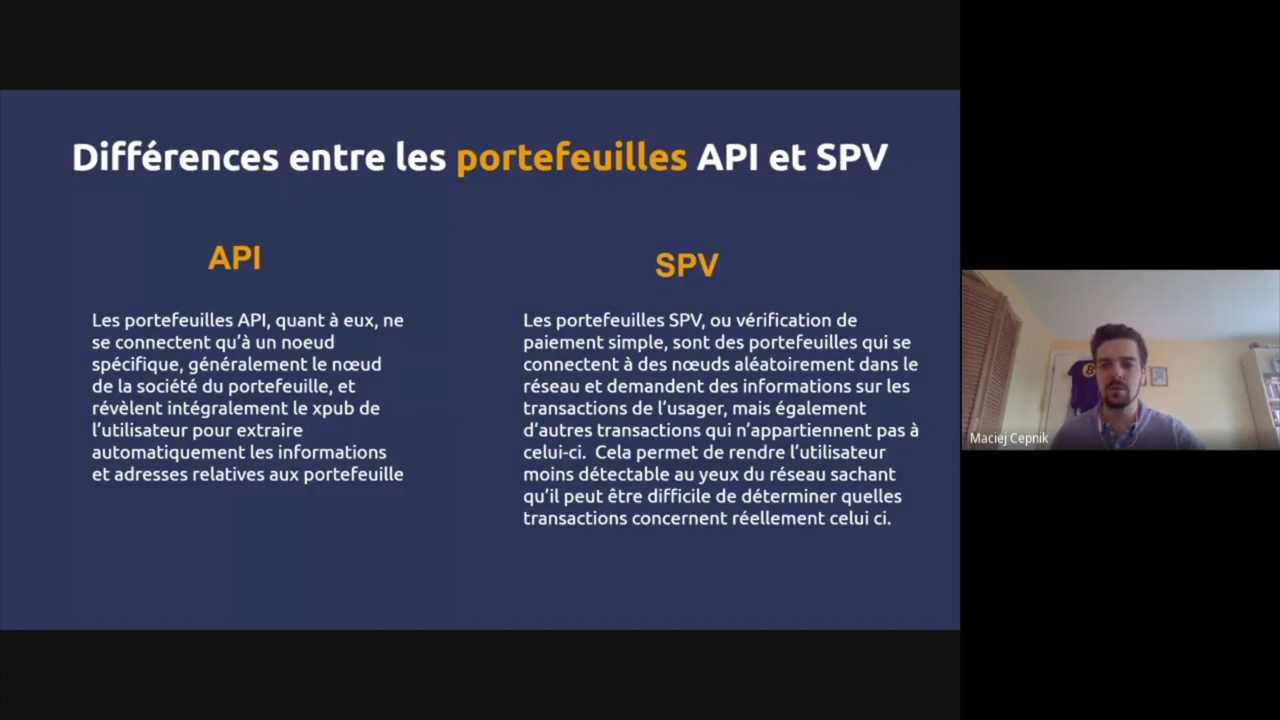 Différences entre les portefeuilles API et SPV
API
Les portefeuilles API, quant à eux, ne
se connectent qu'à un noeud
spécifique, généralement le nœud
de la société du portefeuille, et
révèlent intégralement le xpub de
l'utilisateur pour extraire
automatiquement les informations
et adresses relatives aux portefeuille
SPV
Les portefeuilles SPV, ou vérification de
paiement simple, sont des portefeuilles qui se
connectent à des nœuds aléatoirement dans le
réseau et demandent des informations sur les
transactions de l'usager, mais également
d'autres transactions qui n'appartiennent pas à
celui-ci.  Cela permet de rendre l'utilisateur
moins détectable au yeux du réseau sachant
qu'il peut être difficile de déterminer quelles
transactions concernent réellement celui ci.
Maciej Cepnik